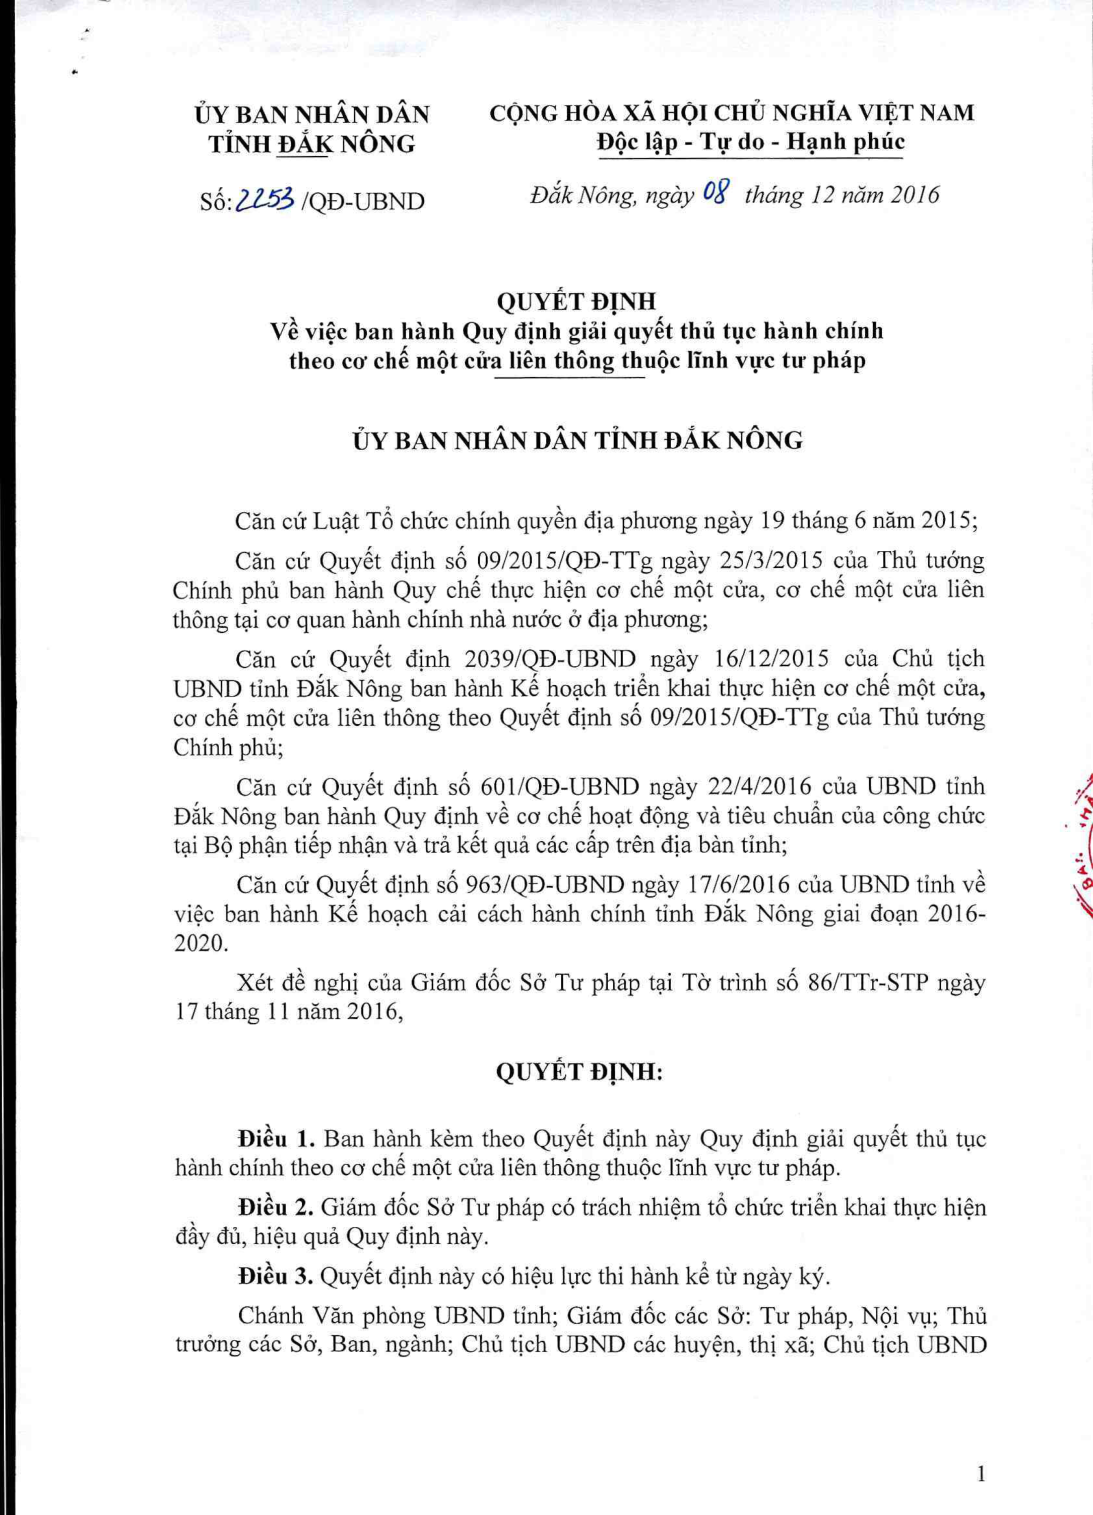 ỦY BAN NHÂN DÂN
TỈNH ĐẮK NÔNG
Số: 2253 /QĐ-UBND
CỘNG HÒA XÃ HỘI CHỦ NGHĨA VIỆT NAM
Độc lập - Tự do - Hạnh phúc
Đắk Nông, ngày 08 tháng 12 năm 2016
QUYẾT ĐỊNH
Về việc ban hành Quy định giải quyết thủ tục hành chính
theo cơ chế một cửa liên thông thuộc lĩnh vực tư pháp
ỦY BAN NHÂN DÂN TỈNH ĐẮK NÔNG
Căn cứ Luật Tổ chức chính quyền địa phương ngày 19 tháng 6 năm 2015;
Căn cứ Quyết định số 09/2015/QĐ-TTg ngày 25/3/2015 của Thủ tướng
Chính phủ ban hành Quy chế thực hiện cơ chế một cửa, cơ chế một cửa liên
thông tại cơ quan hành chính nhà nước ở địa phương;
Căn cứ Quyết định 2039/QĐ-UBND ngày 16/12/2015 của Chủ tịch
UBND tỉnh Đắk Nông ban hành Kế hoạch triển khai thực hiện cơ chế một cửa,
cơ chế một cửa liên thông theo Quyết định số 09/2015/QĐ-TTg của Thủ tướng
Chính phủ;
Căn cứ Quyết định số 601/QĐ-UBND ngày 22/4/2016 của UBND tỉnh
Đắk Nông ban hành Quy định về cơ chế hoạt động và tiêu chuẩn của công chức
tại Bộ phận tiếp nhận và trả kết quả các cấp trên địa bàn tỉnh;
Căn cứ Quyết định số 963/QĐ-UBND ngày 17/6/2016 của UBND tỉnh về
việc ban hành Kế hoạch cải cách hành chính tỉnh Đắk Nông giai đoạn 2016-
2020.
Xét đề nghị của Giám đốc Sở Tư pháp tại Tờ trình số 86/TTr-STP ngày
17 tháng 11 năm 2016,
QUYẾT ĐỊNH:
Điều 1. Ban hành kèm theo Quyết định này Quy định giải quyết thủ tục
hành chính theo cơ chế một cửa liên thông thuộc lĩnh vực tư pháp.
Điều 2. Giám đốc Sở Tư pháp có trách nhiệm tổ chức triển khai thực hiện
đầy đủ, hiệu quả Quy định này.
Điều 3. Quyết định này có hiệu lực thi hành kể từ ngày ký.
Chánh Văn phòng UBND tỉnh; Giám đốc các Sở: Tư pháp, Nội vụ; Thủ
trưởng các Sở, Ban, ngành; Chủ tịch UBND các huyện, thị xã; Chủ tịch UBND
1